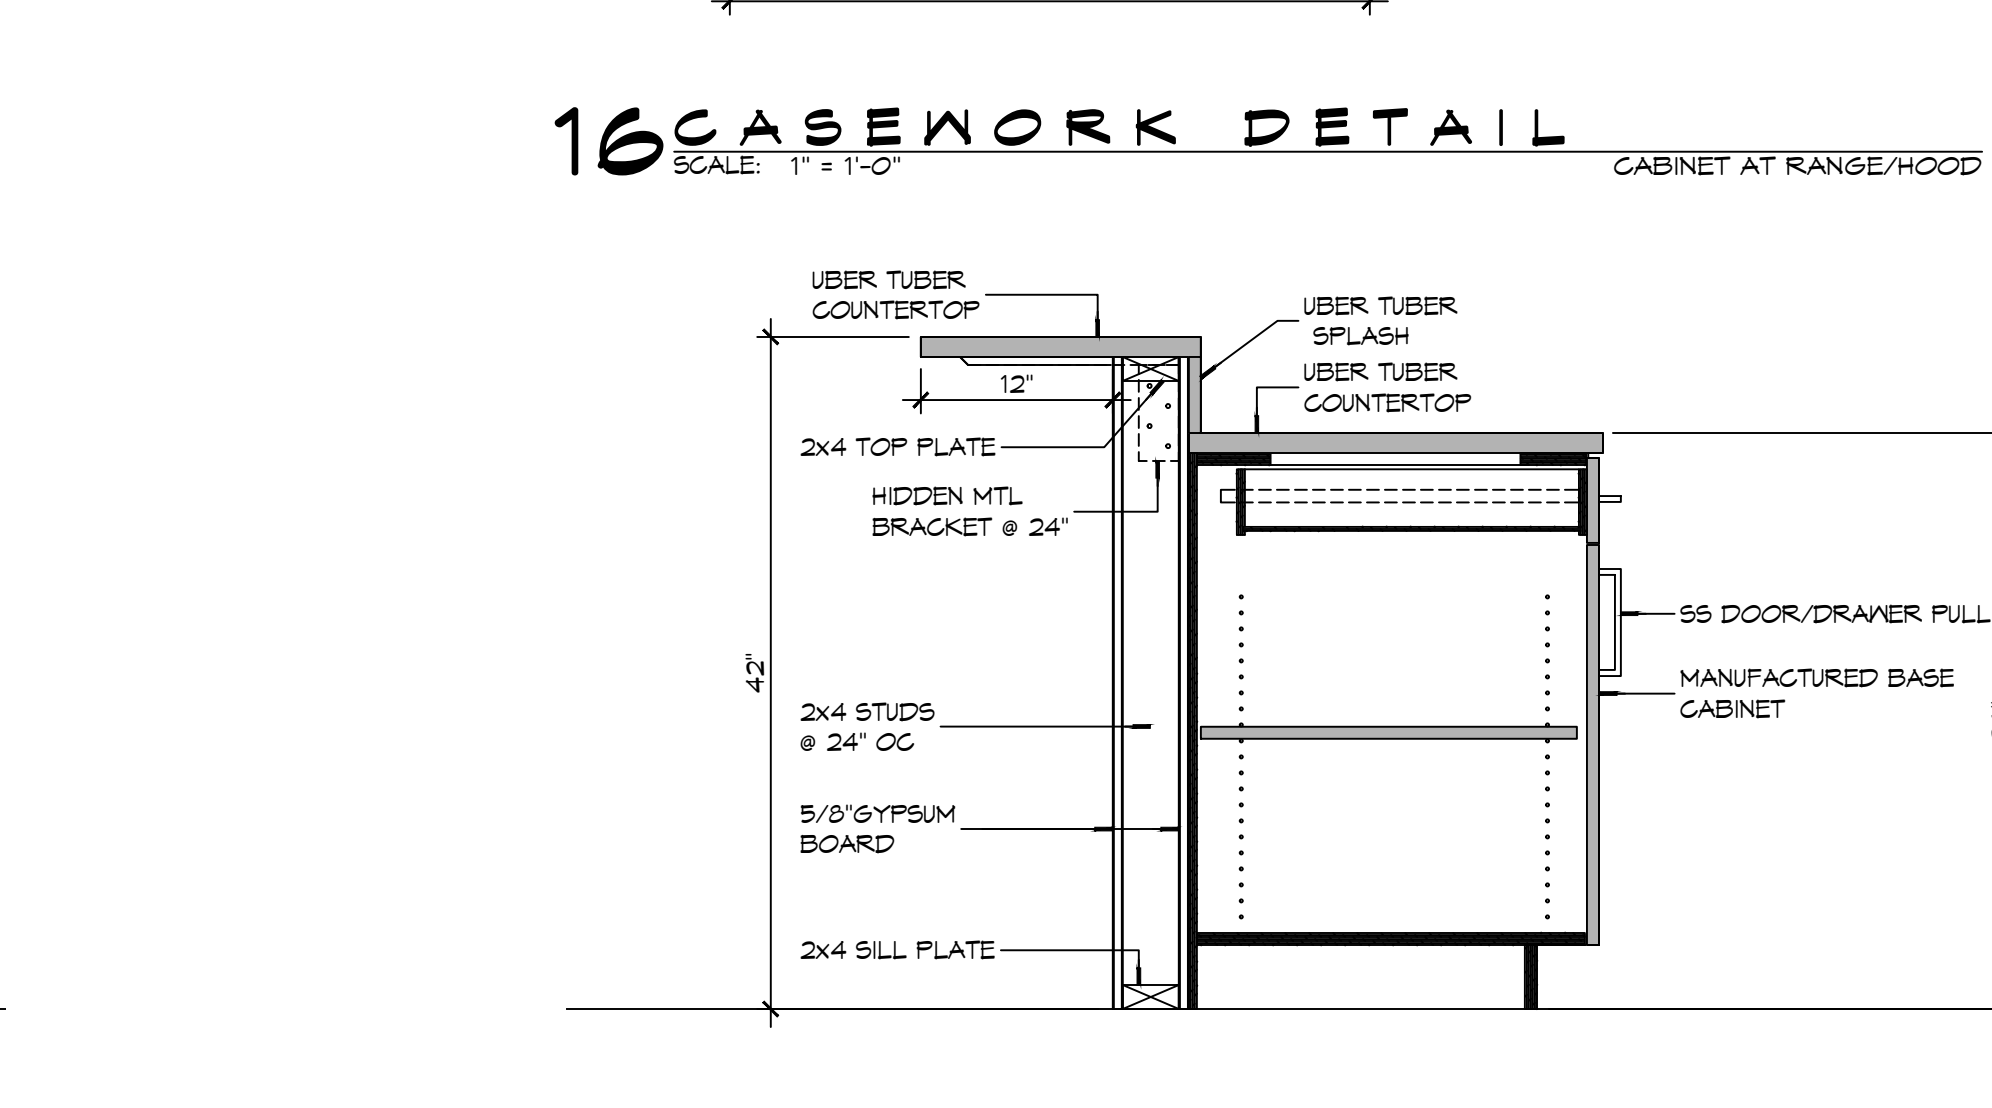 16 CASEWORK DETAIL
SCALE: 1" = 1'-0"
CABINET AT RANGE/HOOD
UBER TUBER
COUNTERTOP
UBER TUBER
SPLASH
UBER TUBER
COUNTERTOP
12"
2x4 TOP PLATE
HIDDEN MTL
BRACKET @ 24"
42"
SS DOOR/DRAWER PULL
MANUFACTURED BASE
CABINET
2x4 STUDS
@ 24" OC
5/8"GYPSUM
BOARD
2x4 SILL PLATE